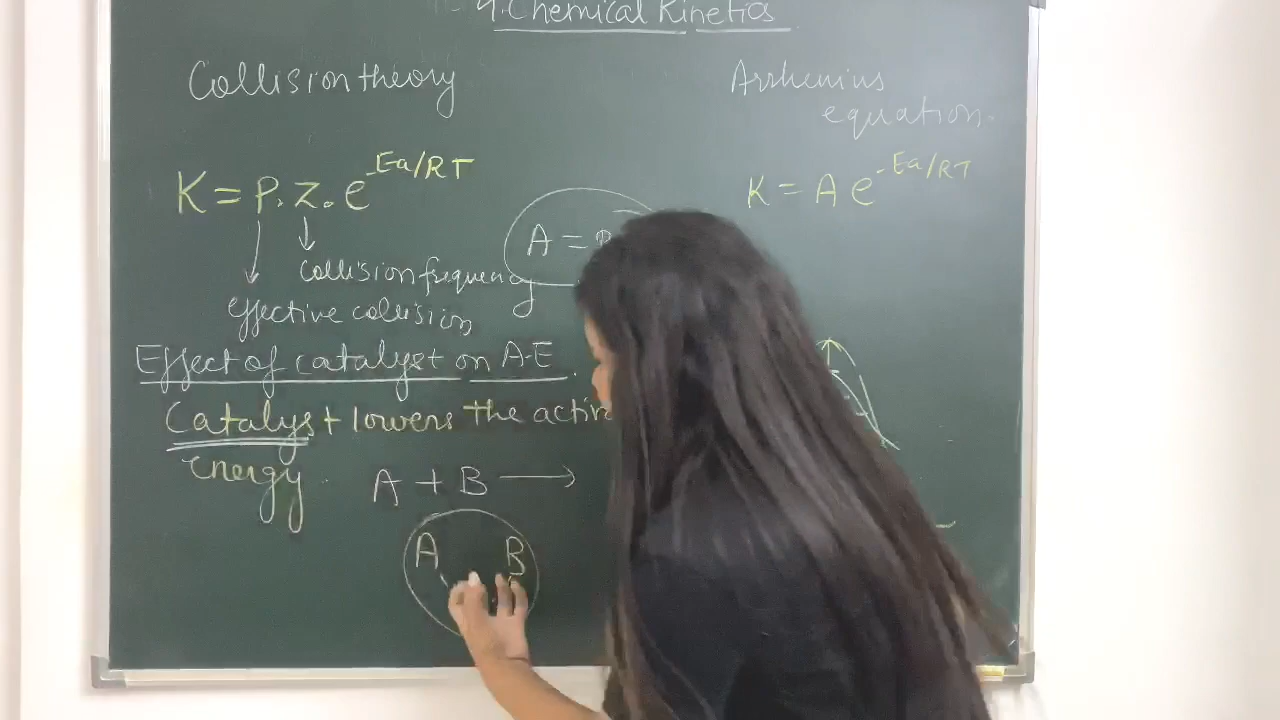 4. Chemical Kinetics
Collision theory
Arrhenius
equation.
K = P. Z. e^-Ea/RT
K = A e^-Ea/RT
A =
Collision frequency
effective collision
Effect of catalyst on A-E.
Catalyst lowers the
energy.
A + B →
A B